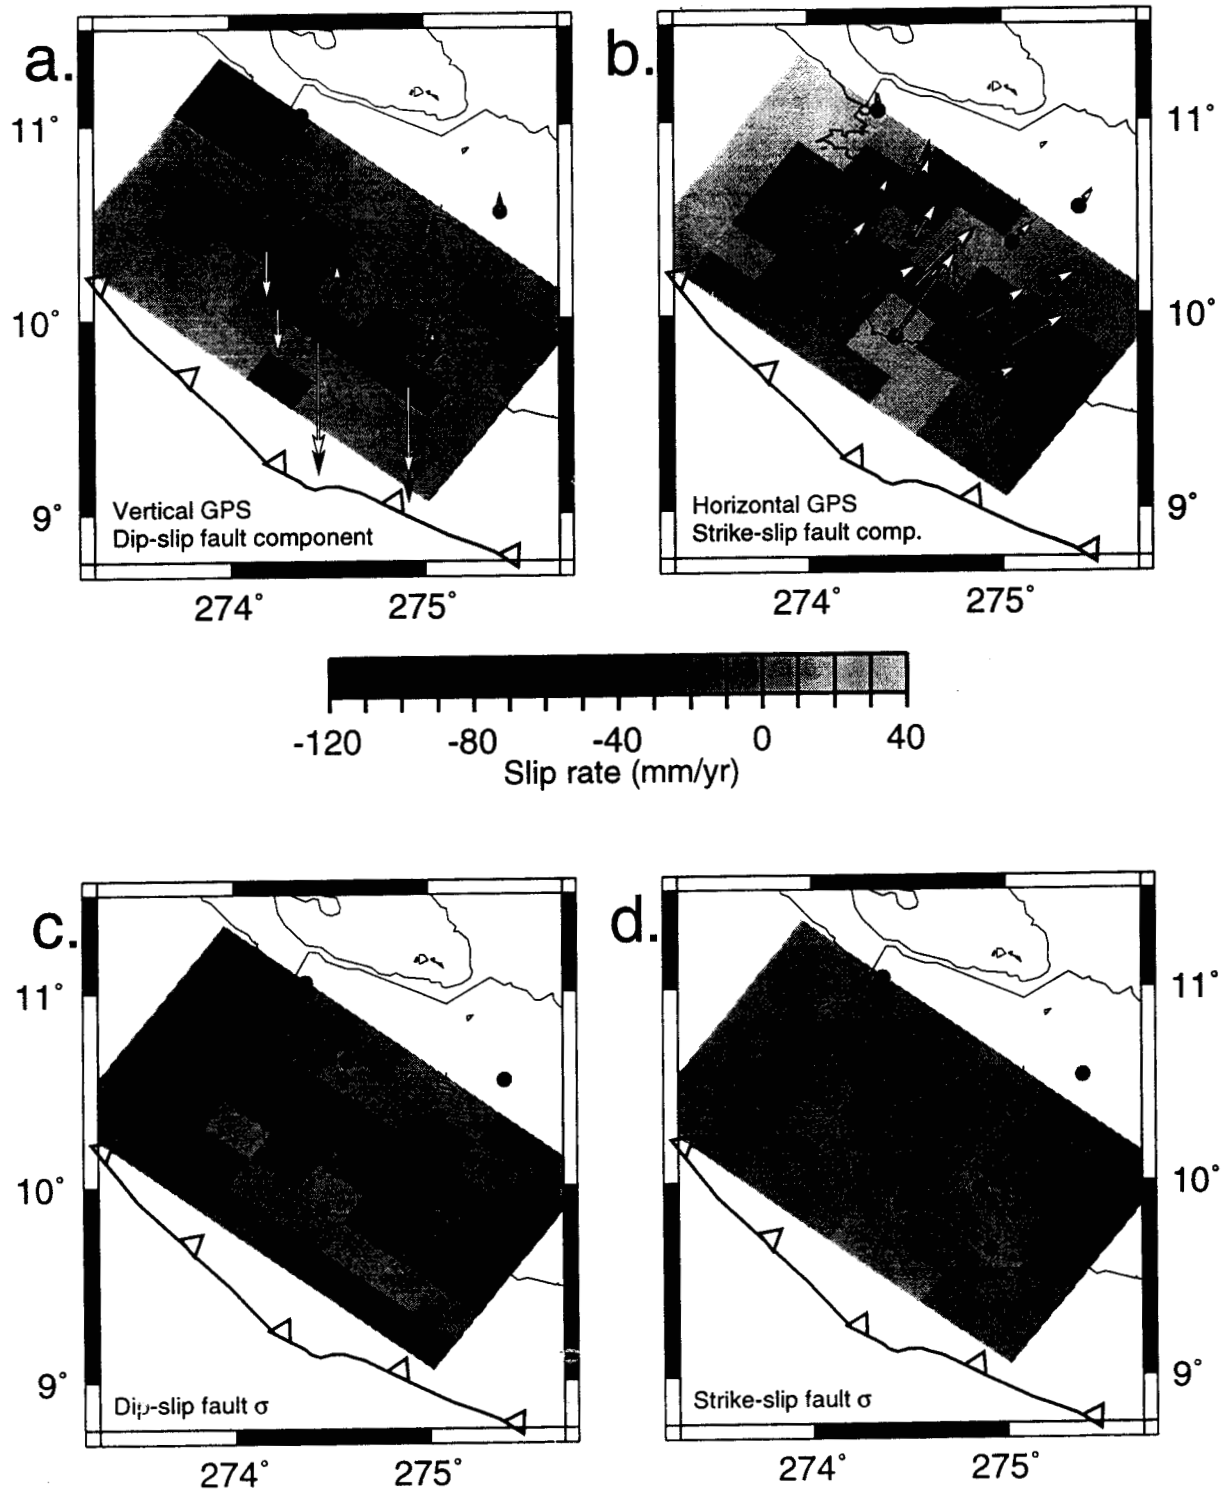 a.
b.
11°
11°
10°
10°
9°
9°
Vertical GPS
Dip-slip fault component
Horizontal GPS
Strike-slip fault comp.
274°
275°
274°
275°
-120
-80
-40
0
40
Slip rate (mm/yr)
c.
d.
11°
11°
10°
10°
9°
9°
Dip-slip fault σ
Strike-slip fault σ
274°
275°
274°
275°